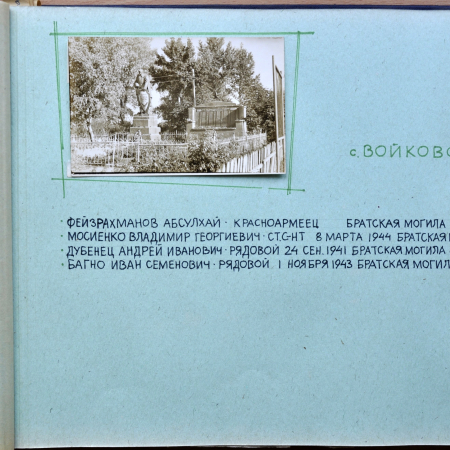 с. ВОЙКОВО
· ФЕЙЗРАХМАНОВ АБСУЛХАЙ · КРАСНОАРМЕЕЦ БРАТСКАЯ МОГИЛА
· МОСИЕНКО ВЛАДИМИР ГЕОРГИЕВИЧ · СТ. С-НТ 8 МАРТА 1944 БРАТСКАЯ
· ДУБЕНЕЦ АНДРЕЙ ИВАНОВИЧ · РЯДОВОЙ 24 СЕН. 1941 БРАТСКАЯ МОГИЛА
· БАГНО ИВАН СЕМЕНОВИЧ · РЯДОВОЙ. 1 НОЯБРЯ 1943 БРАТСКАЯ МОГИЛ